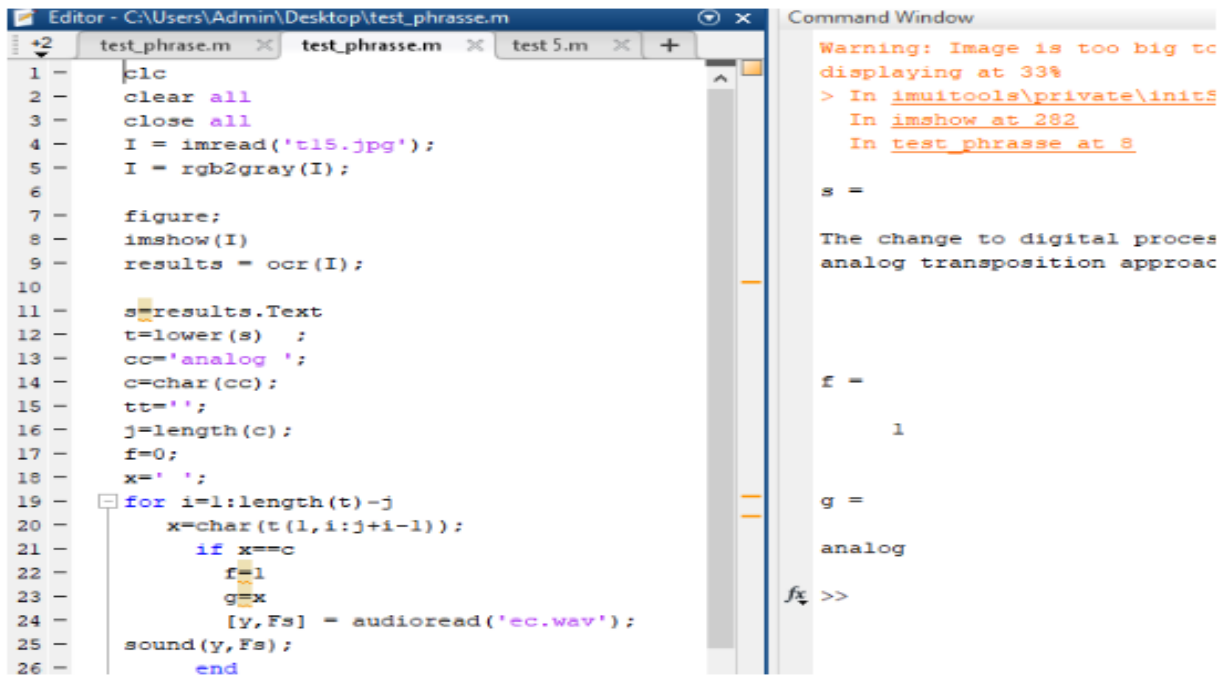 Editor - C:\Users\Admin\Desktop\test_phrasse.m
+2 test_phrase.m test_phrasse.m test 5.m +
1 - clc
2 - clear all
3 - close all
4 - I = imread('t15.jpg');
5 - I = rgb2gray(I);
6
7 - figure;
8 - imshow(I)
9 - results = ocr(I);
10
11 - s=results.Text
12 - t=lower(s)  ;
13 - cc='analog ';
14 - c=char(cc);
15 - tt='';
16 - j=length(c);
17 - f=0;
18 - x=' ';
19 - for i=1:length(t)-j
20 - x=char(t(1,i:j+i-1));
21 - if x==c
22 - f=1
23 - g=x
24 - [y,Fs] = audioread('ec.wav');
25 - sound(y,Fs);
26 - end
Command Window
Warning: Image is too big to
displaying at 33%
> In imuitools\private\initS
In imshow at 282
In test_phrasse at 8
s =
The change to digital proces
analog transposition approac
f =
1
g =
analog
fx >>